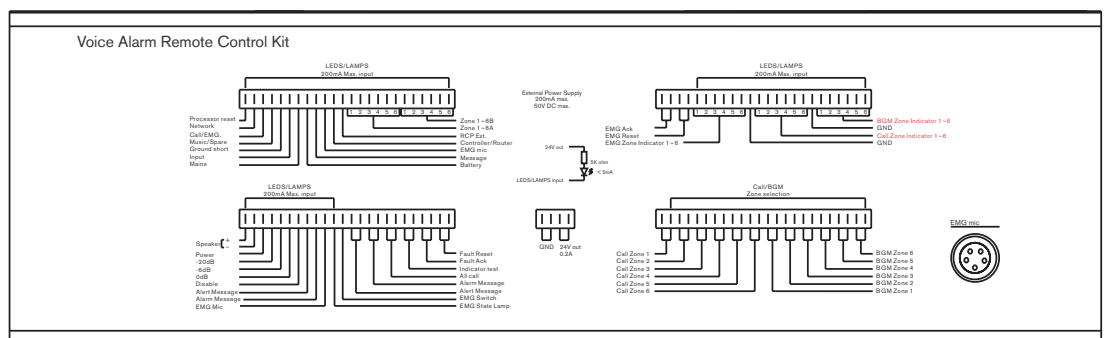 Voice Alarm Remote Control Kit
LEDS/LAMPS
200mA Max. input
1 2 3 4 5 6 1 2 3 4 5 6
Processor reset
Network
Call/EMG.
Music/Spare
Ground short
Input
Mains
Zone 1~6B
Zone 1~6A
RCP Ext.
Controller/Router
EMG mic
Message
Battery
External Power Supply
200mA max.
50V DC max.
24V out
5K ohm
<5mA
LEDS/LAMPS input
LEDS/LAMPS
200mA Max. input
1 2 3 4 5 6 1 2 3 4 5 6
EMG Ack
EMG Reset
EMG Zone Indicator 1~6
BGM Zone Indicator 1~6
GND
Call Zone Indicator 1~6
GND
LEDS/LAMPS
200mA Max. input
Speaker + −
Power
-20dB
-6dB
0dB
Disable
Alert Message
Alarm Message
EMG Mic
Fault Reset
Fault Ack
Indicator test
All call
Alarm Message
Alert Message
EMG Switch
EMG State Lamp
GND 24V out
0.2A
Call/BGM
Zone selection
Call Zone 1
Call Zone 2
Call Zone 3
Call Zone 4
Call Zone 5
Call Zone 6
BGM Zone 6
BGM Zone 5
BGM Zone 4
BGM Zone 3
BGM Zone 2
BGM Zone 1
EMG mic